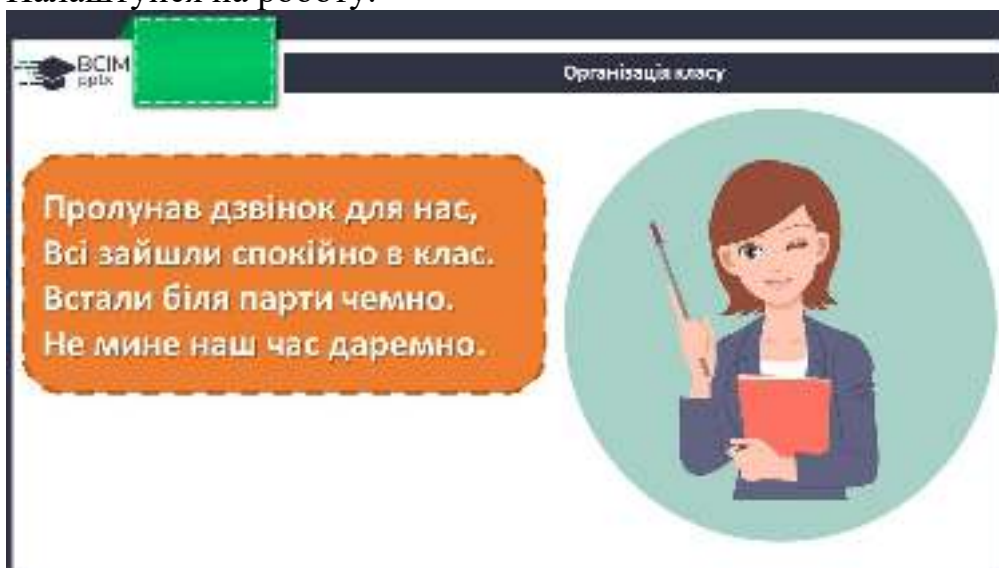 Налаштуйся на роботу.
ВСІМ
pptx
Організація класу
Пролунав дзвінок для нас,
Всі зайшли спокійно в клас.
Встали біля парти чемно.
Не мине наш час даремно.